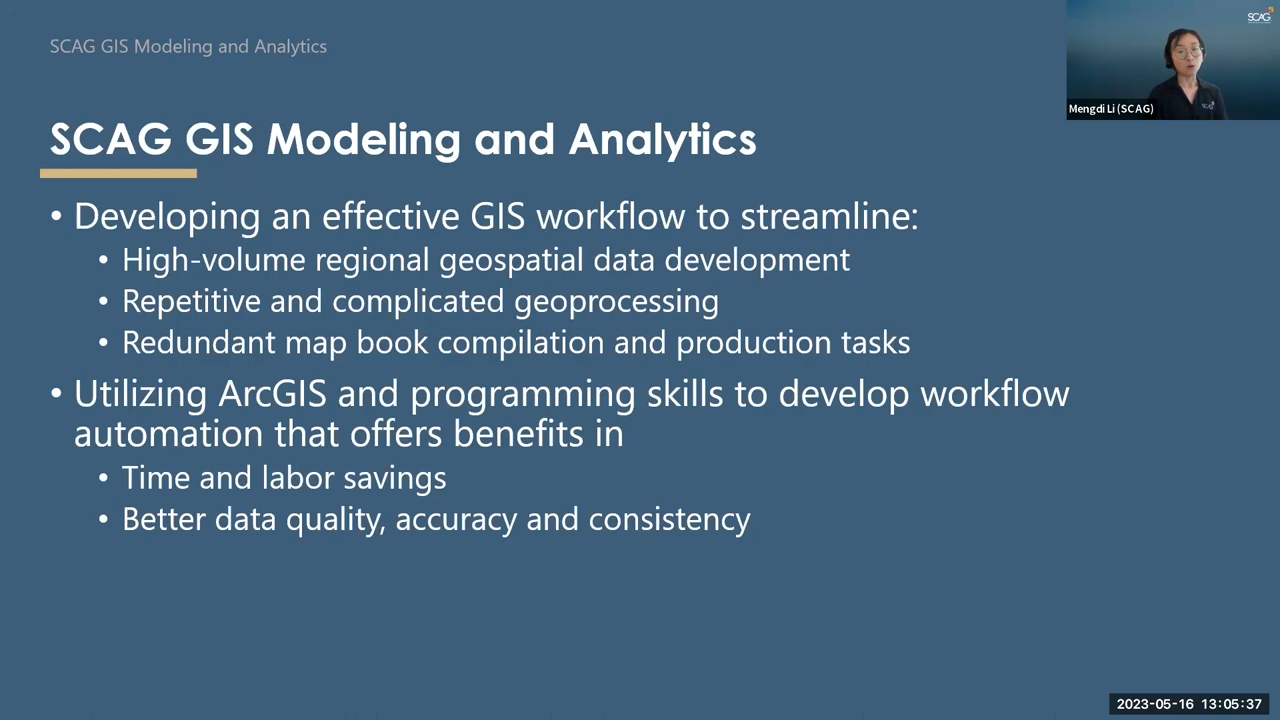 SCAG GIS Modeling and Analytics
SCAG
Mengdi Li (SCAG)
SCAG GIS Modeling and Analytics
• Developing an effective GIS workflow to streamline:
• High-volume regional geospatial data development
• Repetitive and complicated geoprocessing
• Redundant map book compilation and production tasks
• Utilizing ArcGIS and programming skills to develop workflow
automation that offers benefits in
• Time and labor savings
• Better data quality, accuracy and consistency
2023-05-16 13:05:37